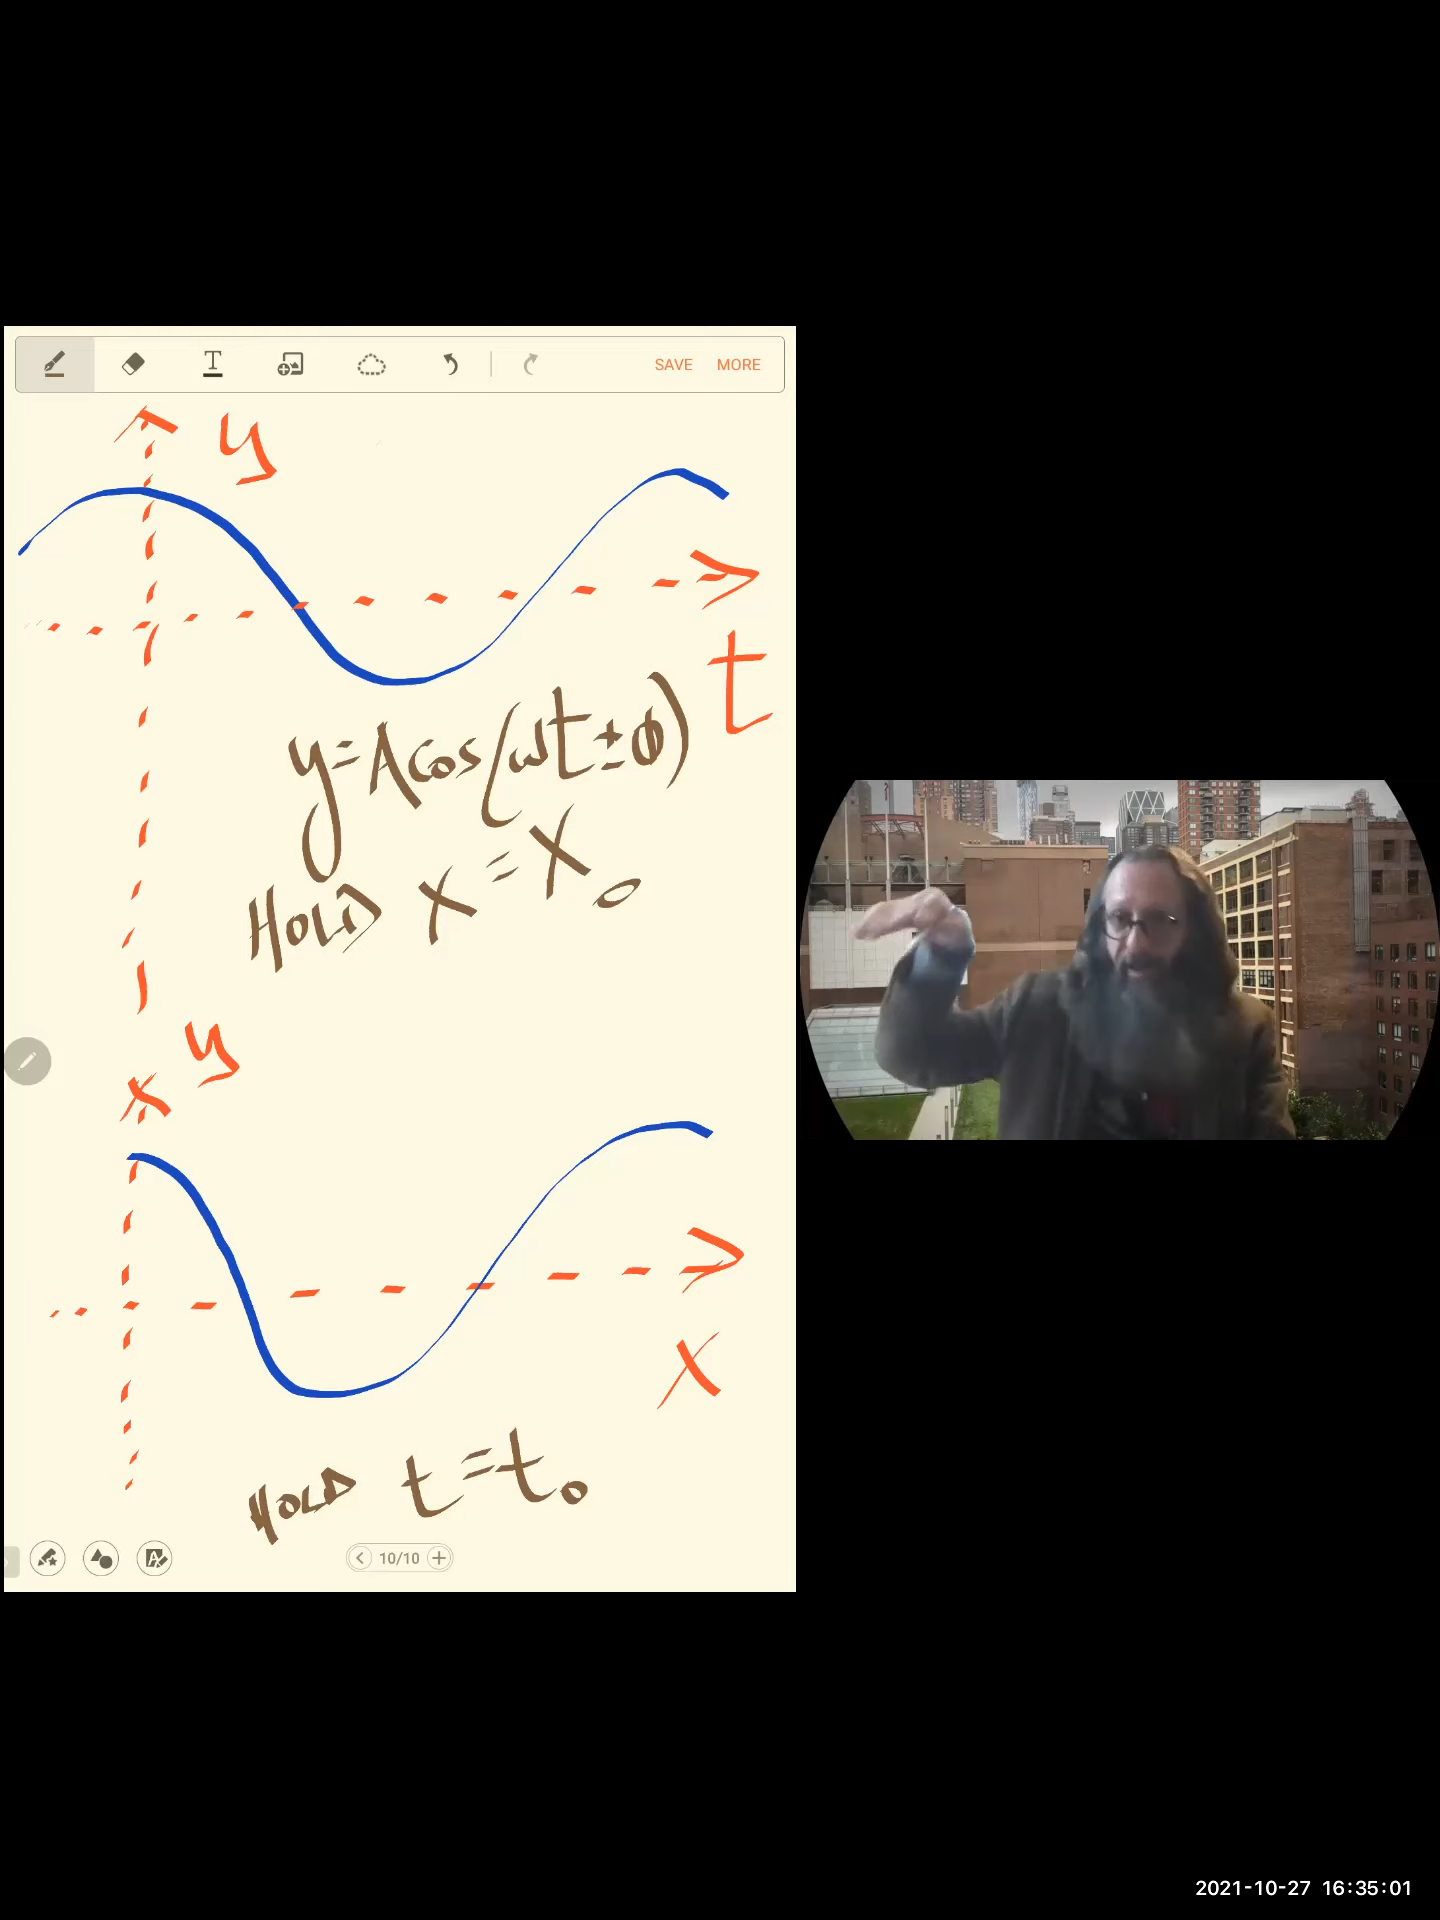 T
SAVE MORE
y
t
y=Acos(ωt±φ)
HOLD x=x₀
y
x
HOLD t=t₀
A
10/10
2021-10-27 16:35:01